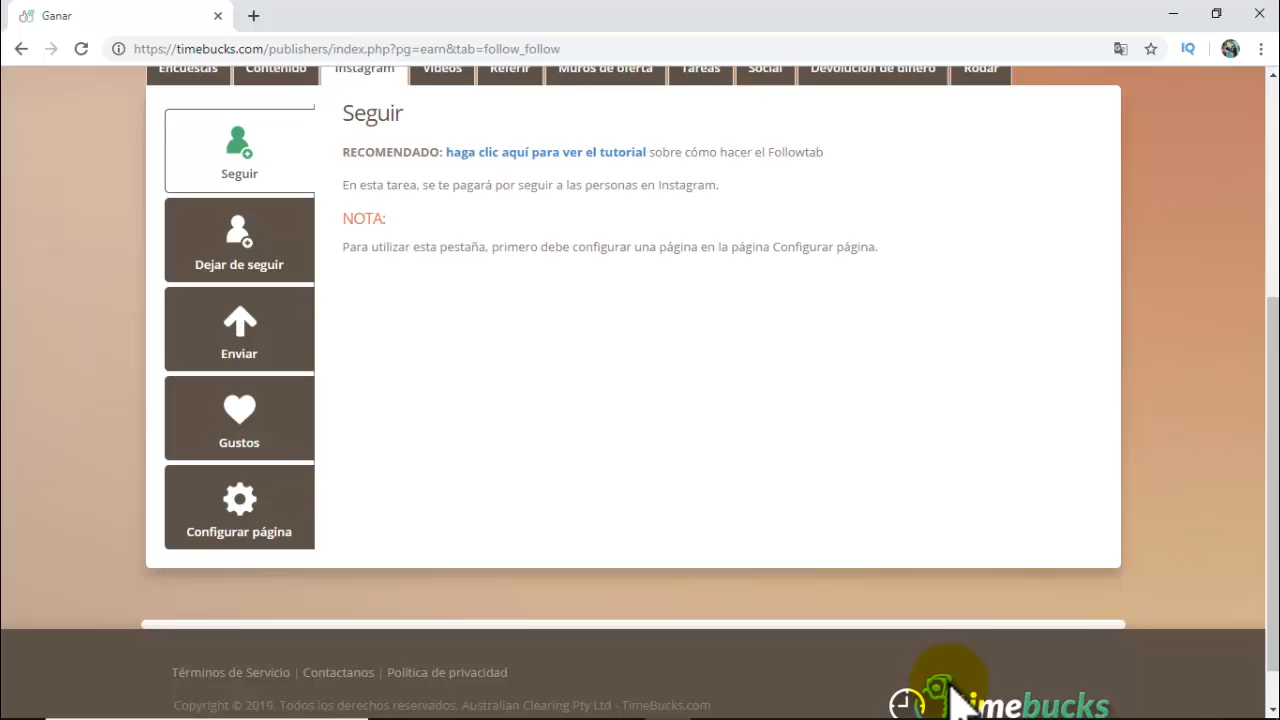 Ganar
https://timebucks.com/publishers/index.php?pg=earn&tab=follow_follow
IQ
Encuestas Contenido Instagram Videos Referir Muros de oferta Tareas Social Devolución de dinero Rodar
Seguir
RECOMENDADO: haga clic aquí para ver el tutorial sobre cómo hacer el Followtab
Seguir
En esta tarea, se te pagará por seguir a las personas en Instagram.
NOTA:
Para utilizar esta pestaña, primero debe configurar una página en la página Configurar página.
Dejar de seguir
Enviar
Gustos
Configurar página
Términos de Servicio | Contactanos | Política de privacidad
Copyright © 2019. Todos los derechos reservados. Australian Clearing Pty Ltd - TimeBucks.com
timebucks